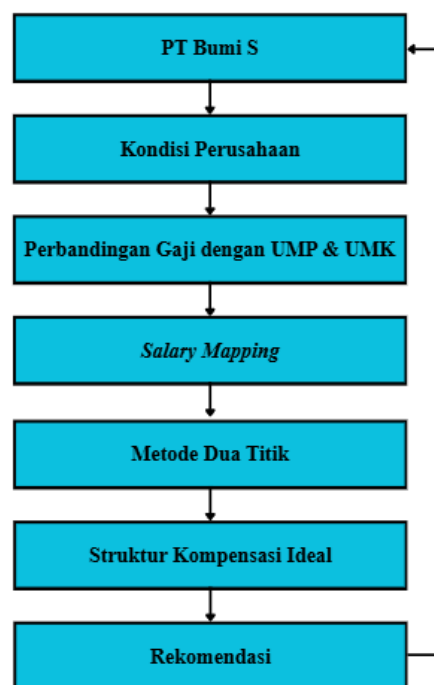 PT Bumi S
Kondisi Perusahaan
Perbandingan Gaji dengan UMP & UMK
Salary Mapping
Metode Dua Titik
Struktur Kompensasi Ideal
Rekomendasi